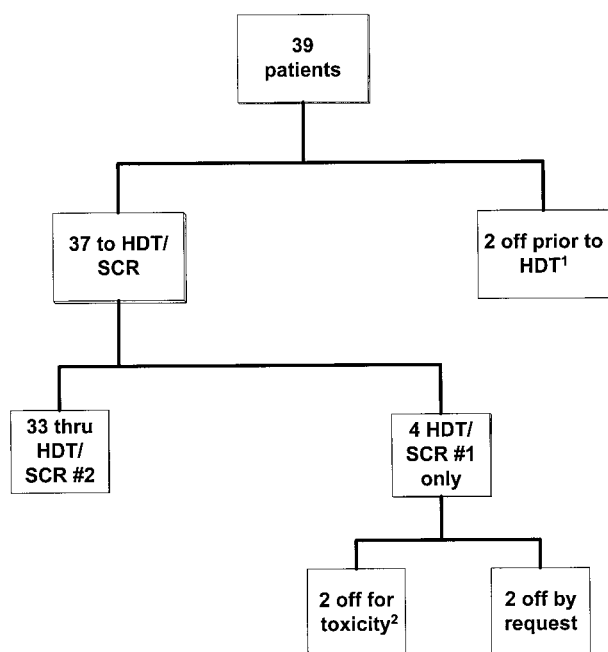 39
patients
37 to HDT/
SCR
2 off prior to
HDT¹
33 thru
HDT/
SCR #2
4 HDT/
SCR #1
only
2 off for
toxicity²
2 off by
request